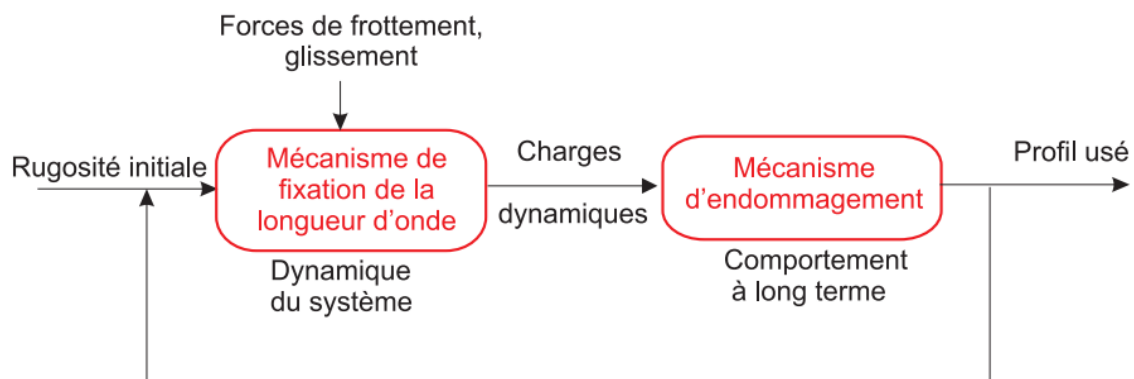 Forces de frottement,
glissement
Rugosité initiale
Mécanisme de
fixation de la
longueur d'onde
Dynamique
du système
Charges
dynamiques
Mécanisme
d'endommagement
Comportement
à long terme
Profil usé